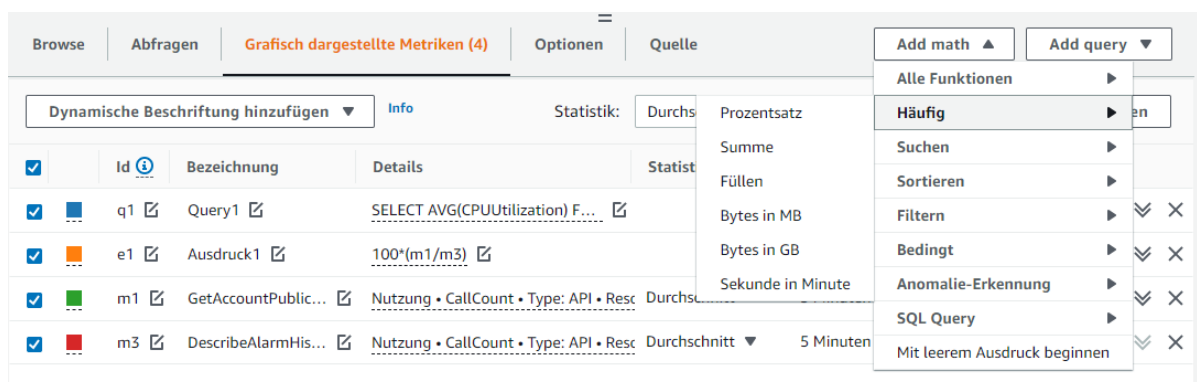 Browse Abfragen Grafisch dargestellte Metriken (4) Optionen Quelle Add math Add query
Alle Funktionen
Dynamische Beschriftung hinzufügen Info Statistik: Durchs Prozentsatz Häufig en
Summe Suchen
Id Bezeichnung Details Statist Füllen Sortieren
q1 Query1 SELECT AVG(CPUUtilization) F... Bytes in MB Filtern
e1 Ausdruck1 100*(m1/m3) Bytes in GB Bedingt
Sekunde in Minute Anomalie-Erkennung
m1 GetAccountPublic... Nutzung • CallCount • Type: API • Resc
SQL Query
m3 DescribeAlarmHis... Nutzung • CallCount • Type: API • Resc Durchschnitt 5 Minuten
Mit leerem Ausdruck beginnen